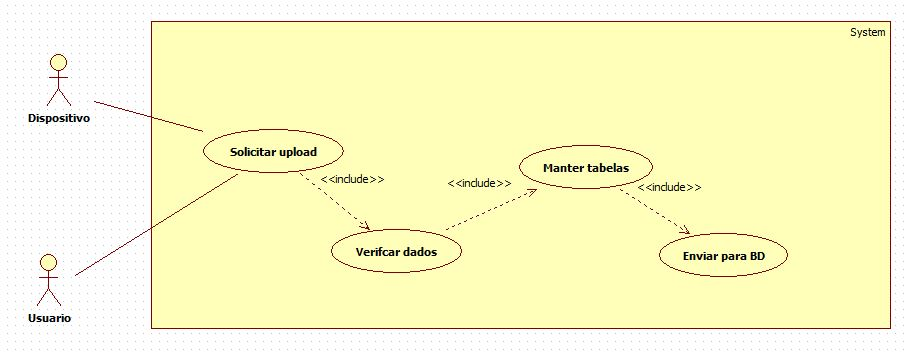 System
Dispositivo
Solicitar upload
Manter tabelas
<<include>>
<<include>>
<<include>>
Verifcar dados
Enviar para BD
Usuario